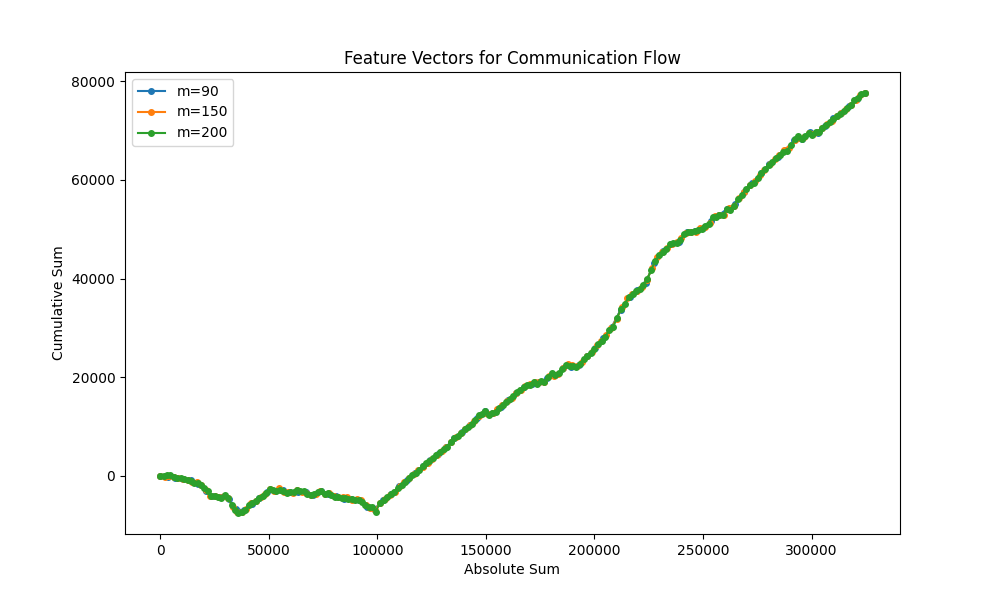 Feature Vectors for Communication Flow
m=90
m=150
m=200
Cumulative Sum
80000
60000
40000
20000
0
0 50000 100000 150000 200000 250000 300000
Absolute Sum